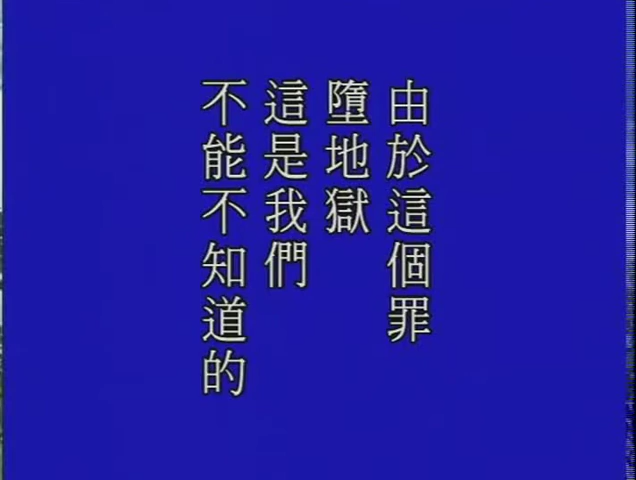 由於這個罪
墮地獄
這是我們
不能不知道的